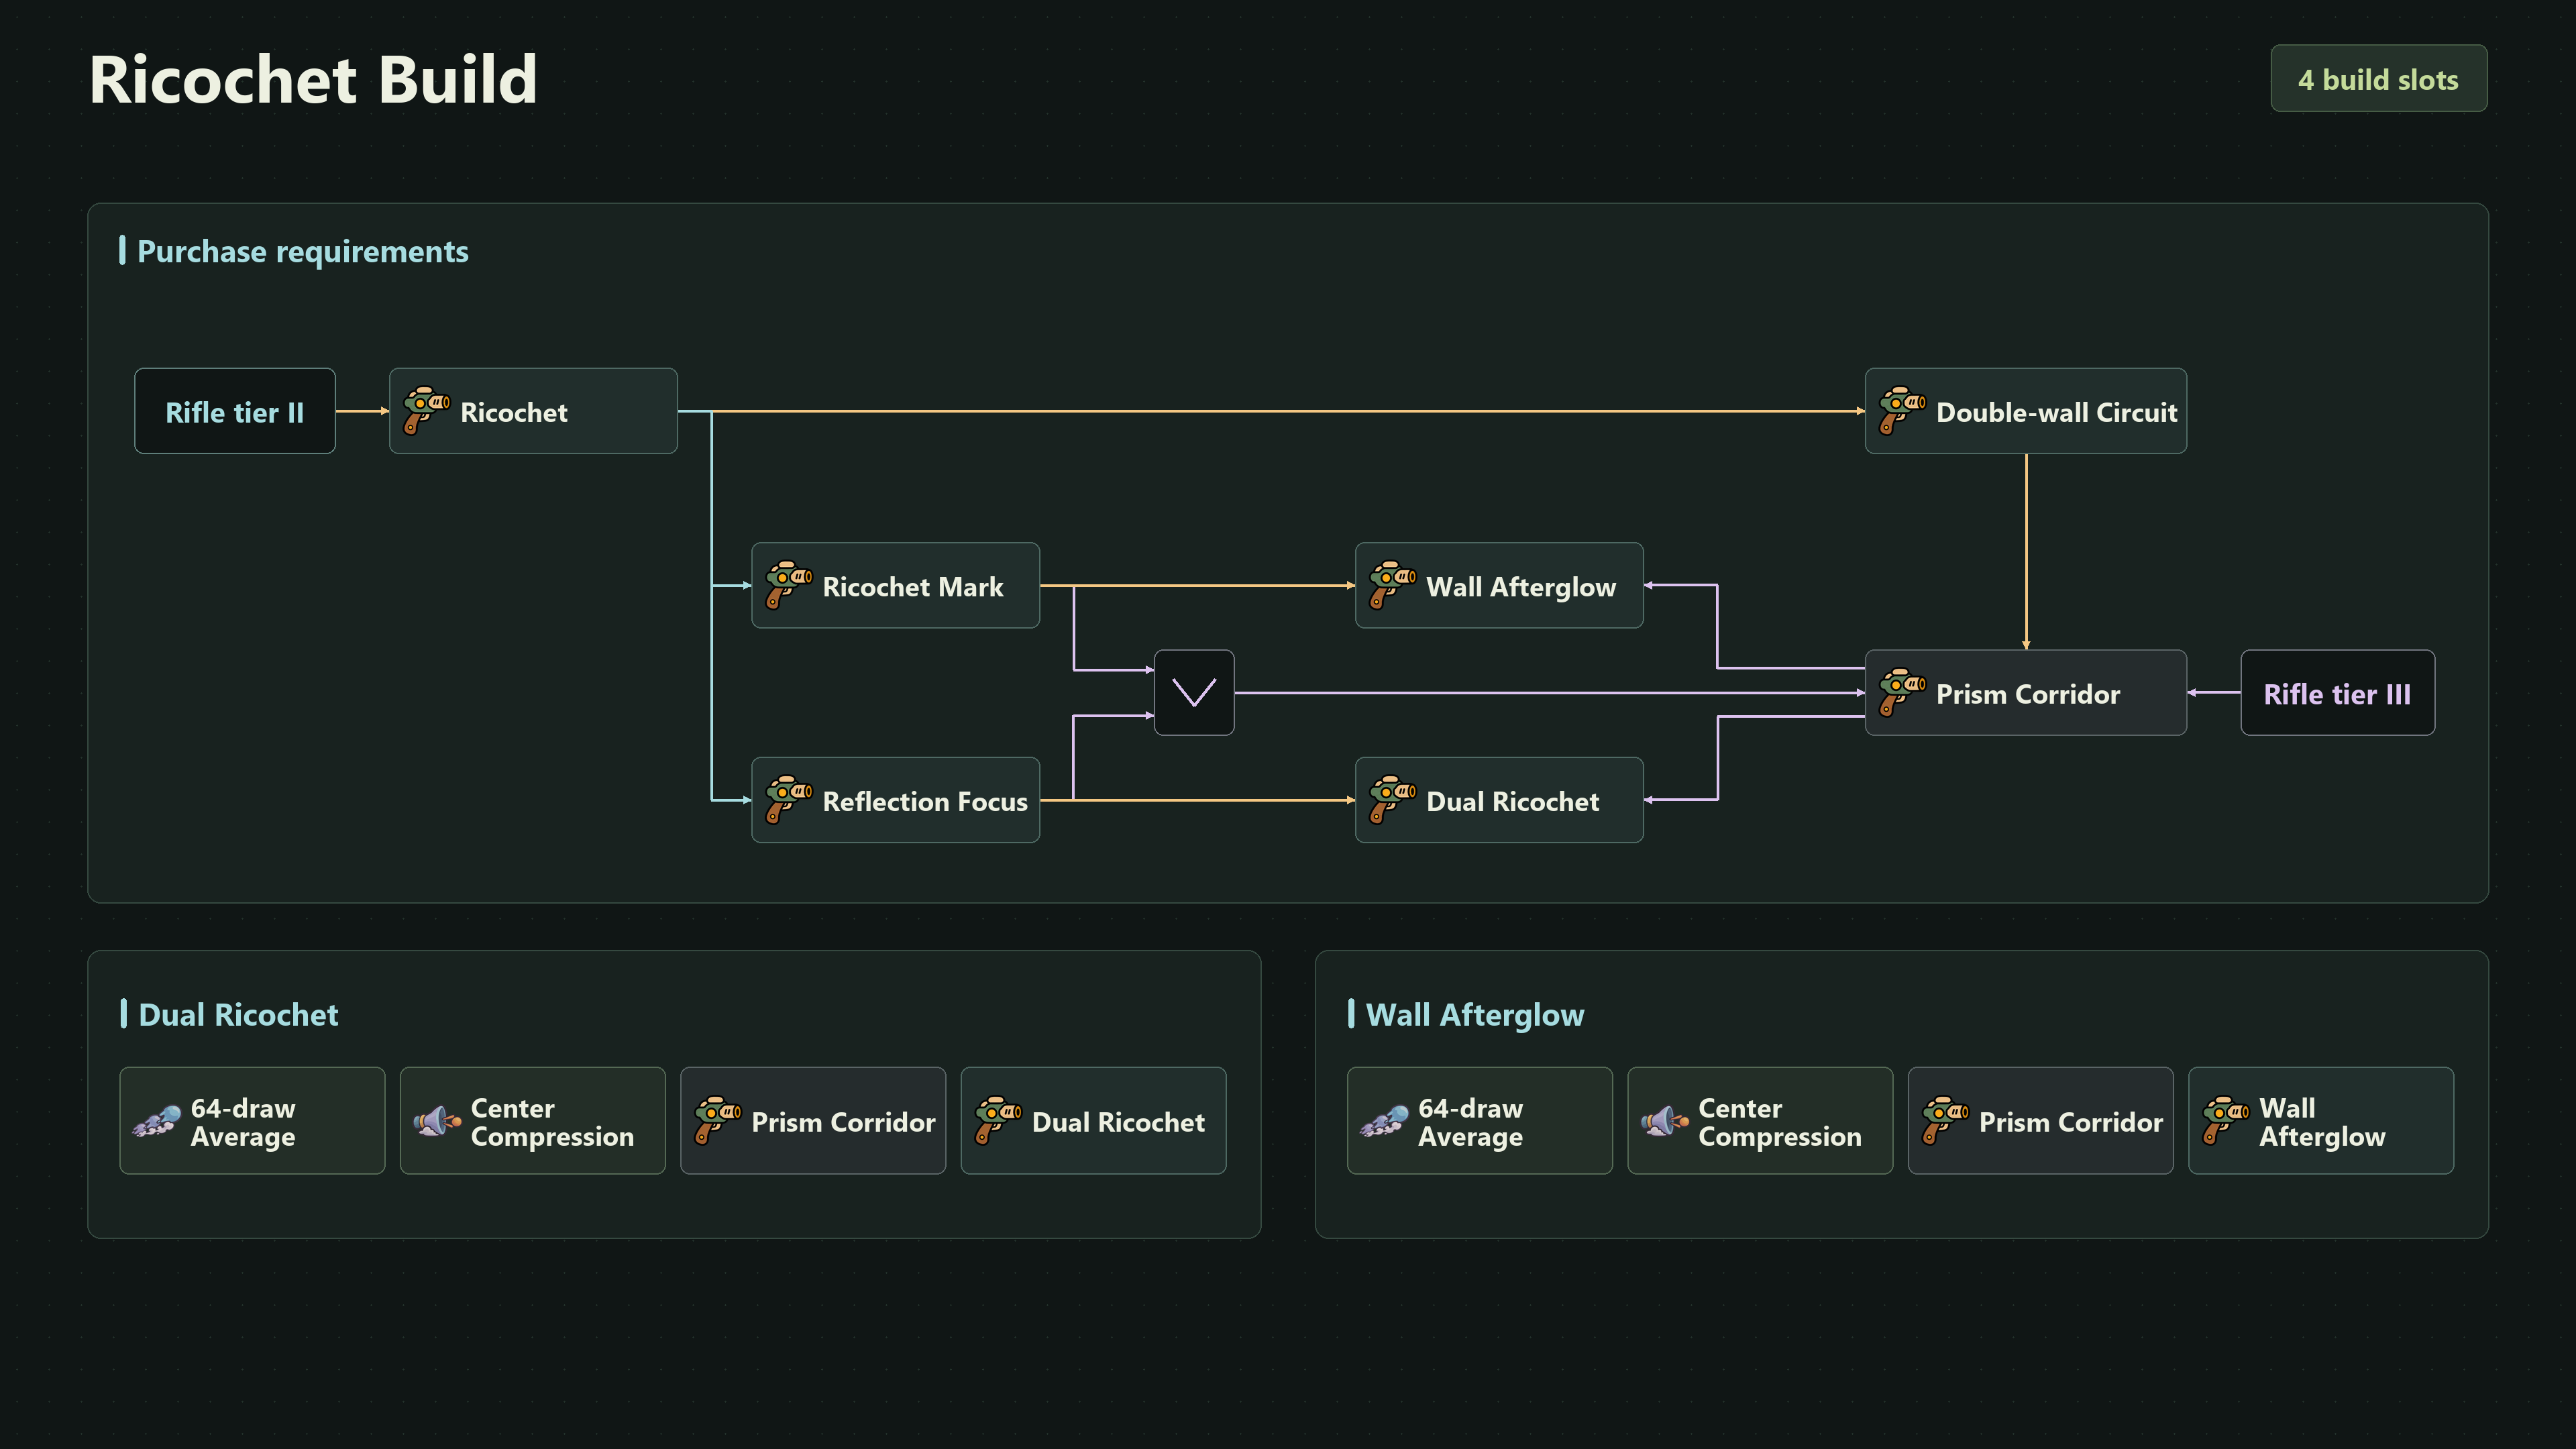 Ricochet Build
4 build slots
Purchase requirements
Rifle tier II
Ricochet
Double-wall Circuit
Ricochet Mark
Wall Afterglow
Prism Corridor
Rifle tier III
Reflection Focus
Dual Ricochet
Dual Ricochet
64-draw
Average
Center
Compression
Prism Corridor
Dual Ricochet
Wall Afterglow
64-draw
Average
Center
Compression
Prism Corridor
Wall
Afterglow